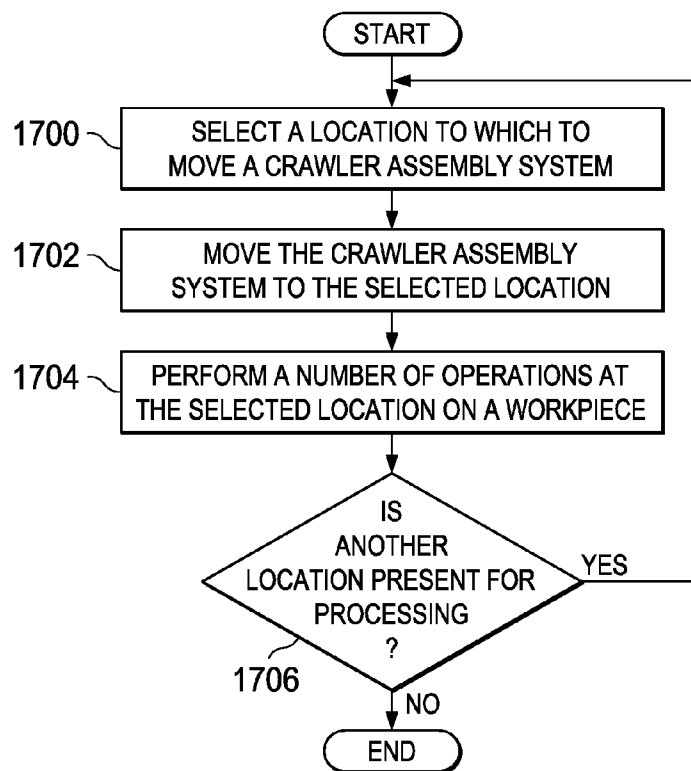 START
1700
SELECT A LOCATION TO WHICH TO
MOVE A CRAWLER ASSEMBLY SYSTEM
1702
MOVE THE CRAWLER ASSEMBLY
SYSTEM TO THE SELECTED LOCATION
1704
PERFORM A NUMBER OF OPERATIONS AT
THE SELECTED LOCATION ON A WORKPIECE
IS
ANOTHER
LOCATION PRESENT FOR
PROCESSING
?
YES
1706
NO
END